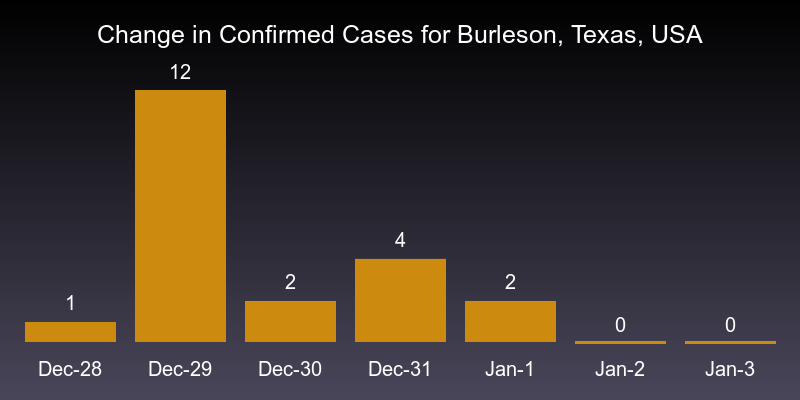 Change in Confirmed Cases for Burleson, Texas, USA
12
4
2
2
1
0
0
Dec-28
Dec-29
Dec-30
Dec-31
Jan-1
Jan-2
Jan-3